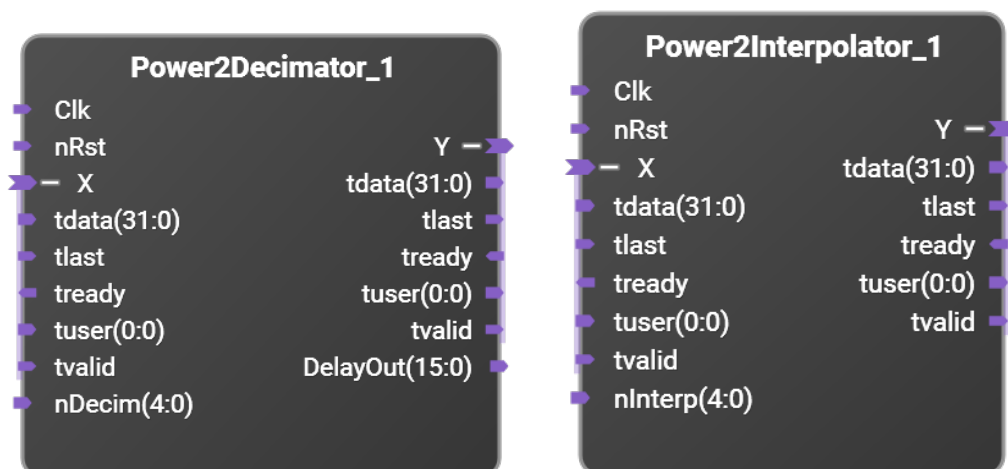 Power2Decimator_1
Clk
nRst
Y
X
tdata(31:0)
tdata(31:0)
tlast
tlast
tready
tready
tuser(0:0)
tuser(0:0)
tvalid
tvalid
DelayOut(15:0)
nDecim(4:0)
Power2Interpolator_1
Clk
nRst
Y
X
tdata(31:0)
tdata(31:0)
tlast
tlast
tready
tready
tuser(0:0)
tuser(0:0)
tvalid
tvalid
nInterp(4:0)